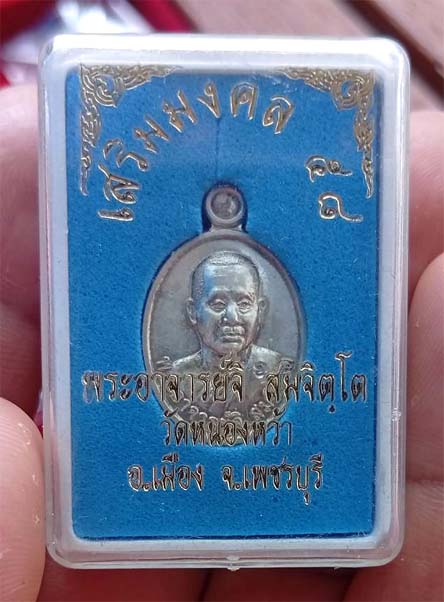 เสริมมงคล
พระอาจารย์จิ สุมจิตฺโต
วัดหนองหว้า
อ.เมือง จ.เพชรบุรี